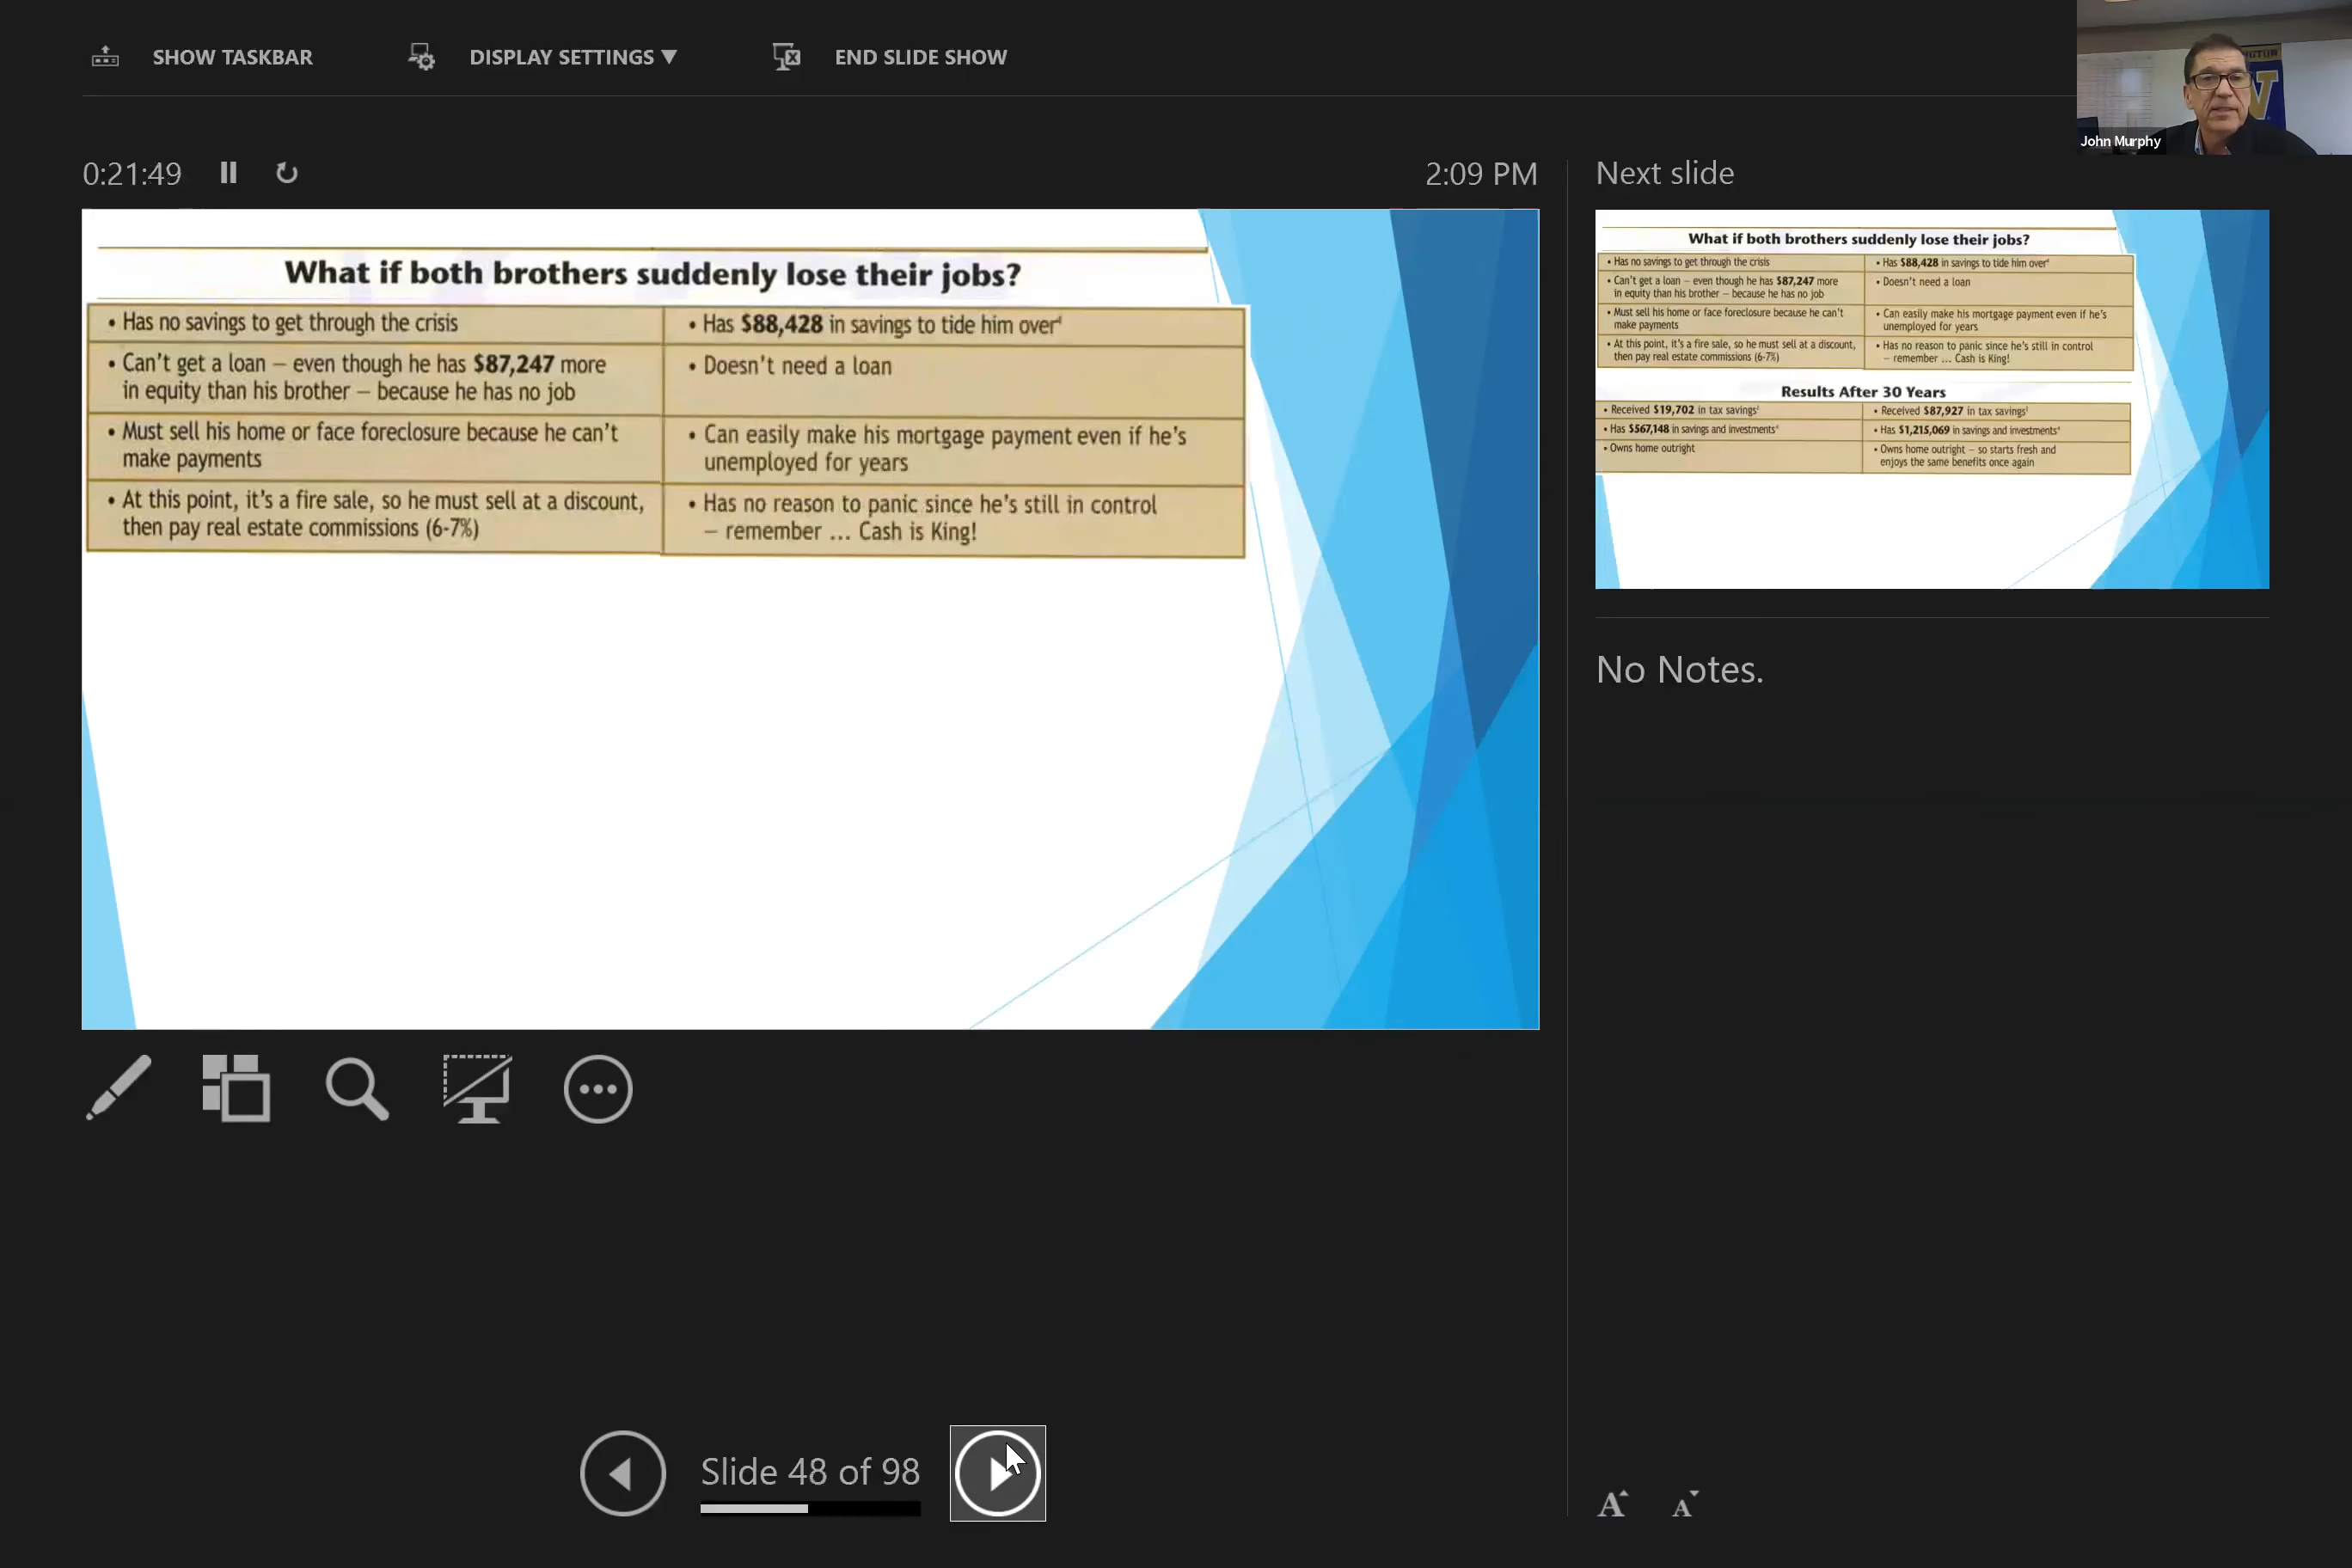 SHOW TASKBAR
DISPLAY SETTINGS ▼
END SLIDE SHOW
John Murphy
0:21:49
2:09 PM
What if both brothers suddenly lose their jobs?
• Has no savings to get through the crisis
• Has $88,428 in savings to tide him over⁴
• Can't get a loan – even though he has $87,247 more
in equity than his brother – because he has no job
• Doesn't need a loan
• Must sell his home or face foreclosure because he can't
make payments
• Can easily make his mortgage payment even if he's
unemployed for years
• At this point, it's a fire sale, so he must sell at a discount,
then pay real estate commissions (6-7%)
• Has no reason to panic since he's still in control
– remember ... Cash is King!
Next slide
What if both brothers suddenly lose their jobs?
• Has no savings to get through the crisis
• Has $88,428 in savings to tide him over⁴
• Can't get a loan – even though he has $87,247 more
in equity than his brother – because he has no job
• Doesn't need a loan
• Must sell his home or face foreclosure because he can't
make payments
• Can easily make his mortgage payment even if he's
unemployed for years
• At this point, it's a fire sale, so he must sell at a discount,
then pay real estate commissions (6-7%)
• Has no reason to panic since he's still in control
– remember ... Cash is King!
Results After 30 Years
• Received $19,702 in tax savings
• Received $87,927 in tax savings
• Has $567,148 in savings and investments
• Has $1,215,069 in savings and investments
• Owns home outright
• Owns home outright – so starts fresh and
enjoys the same benefits once again
No Notes.
Slide 48 of 98
A A